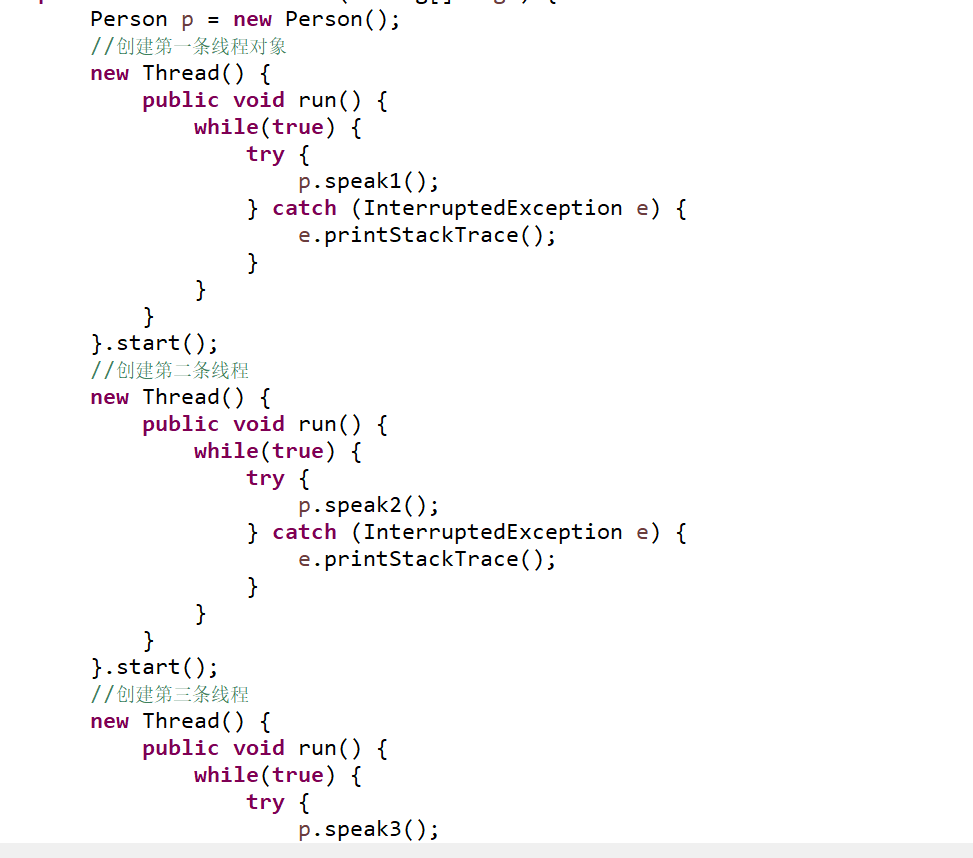 Person p = new Person();
//创建第一条线程对象
new Thread() {
public void run() {
while(true) {
try {
p.speak1();
} catch (InterruptedException e) {
e.printStackTrace();
}
}
}
}.start();
//创建第二条线程
new Thread() {
public void run() {
while(true) {
try {
p.speak2();
} catch (InterruptedException e) {
e.printStackTrace();
}
}
}
}.start();
//创建第三条线程
new Thread() {
public void run() {
while(true) {
try {
p.speak3();